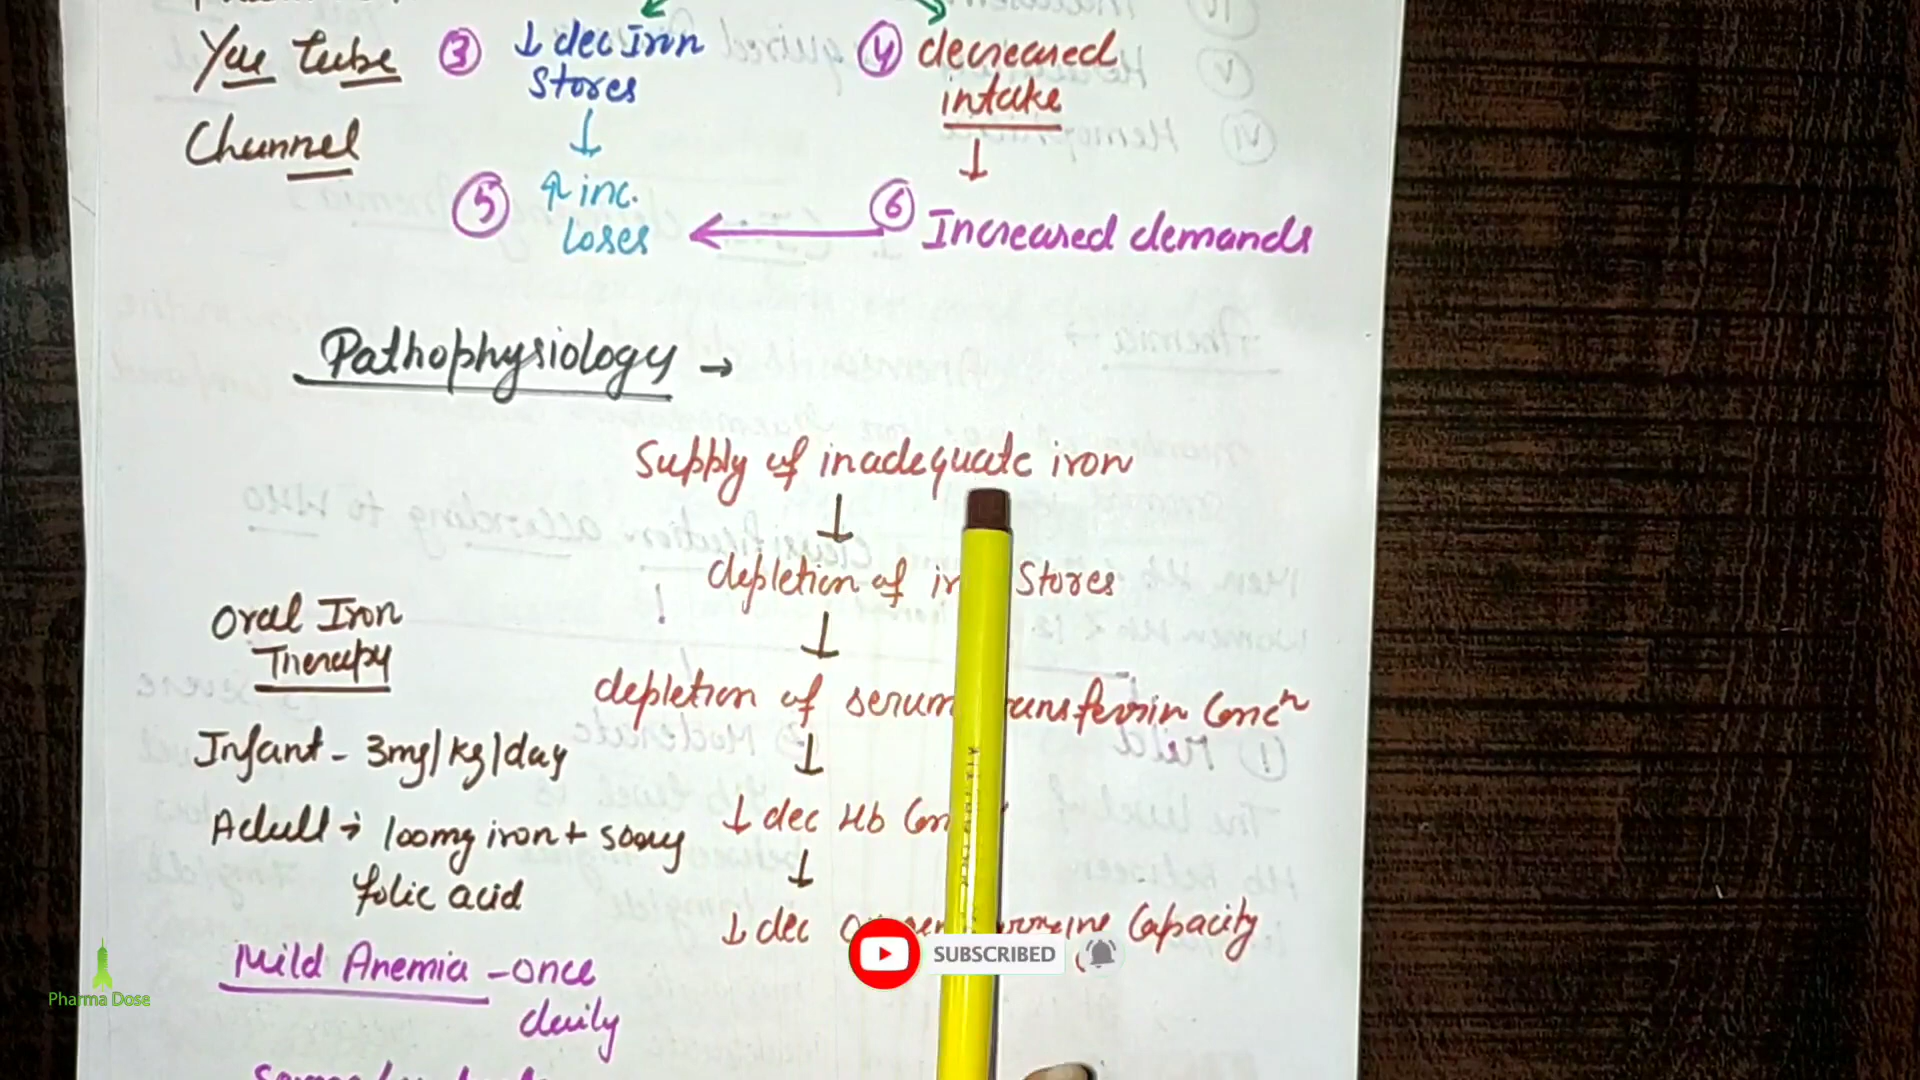 You Tube
Channel
③ ↓ dec Iron
Stores
④ decreased
intake
⑤ ↑ inc.
loses
⑥ Increased demands
Pathophysiology →
Supply of inadequate iron
↓
depletion of Stores
↓
depletion of serum Concⁿ
↓
↓ dec Hb
↓
↓ dec Capacity
Oral Iron
Therapy
Infant - 3mg/kg/day
Adult → 100mg iron +
folic acid
Mild Anemia - once
daily
SUBSCRIBED
Pharma Dose